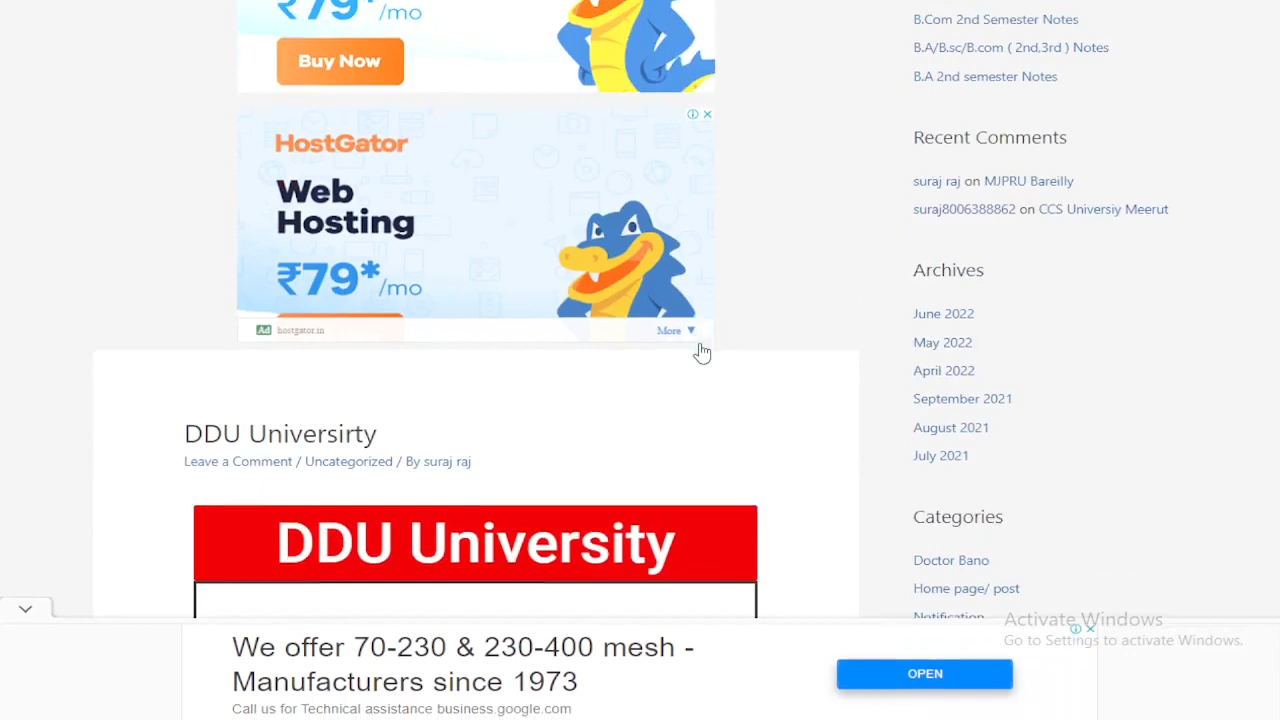 ₹79*/mo
Buy Now
HostGator
Web
Hosting
₹79*/mo
Ad hostgator.in
More ▼
DDU Universirty
Leave a Comment / Uncategorized / By suraj raj
DDU University
B.Com 2nd Semester Notes
B.A/B.sc/B.com ( 2nd,3rd ) Notes
B.A 2nd semester Notes
Recent Comments
suraj raj on MJPRU Bareilly
suraj8006388862 on CCS Universiy Meerut
Archives
June 2022
May 2022
April 2022
September 2021
August 2021
July 2021
Categories
Doctor Bano
Home page/ post
Notification
Activate Windows
Go to Settings to activate Windows.
We offer 70-230 & 230-400 mesh -
Manufacturers since 1973
Call us for Technical assistance business.google.com
OPEN